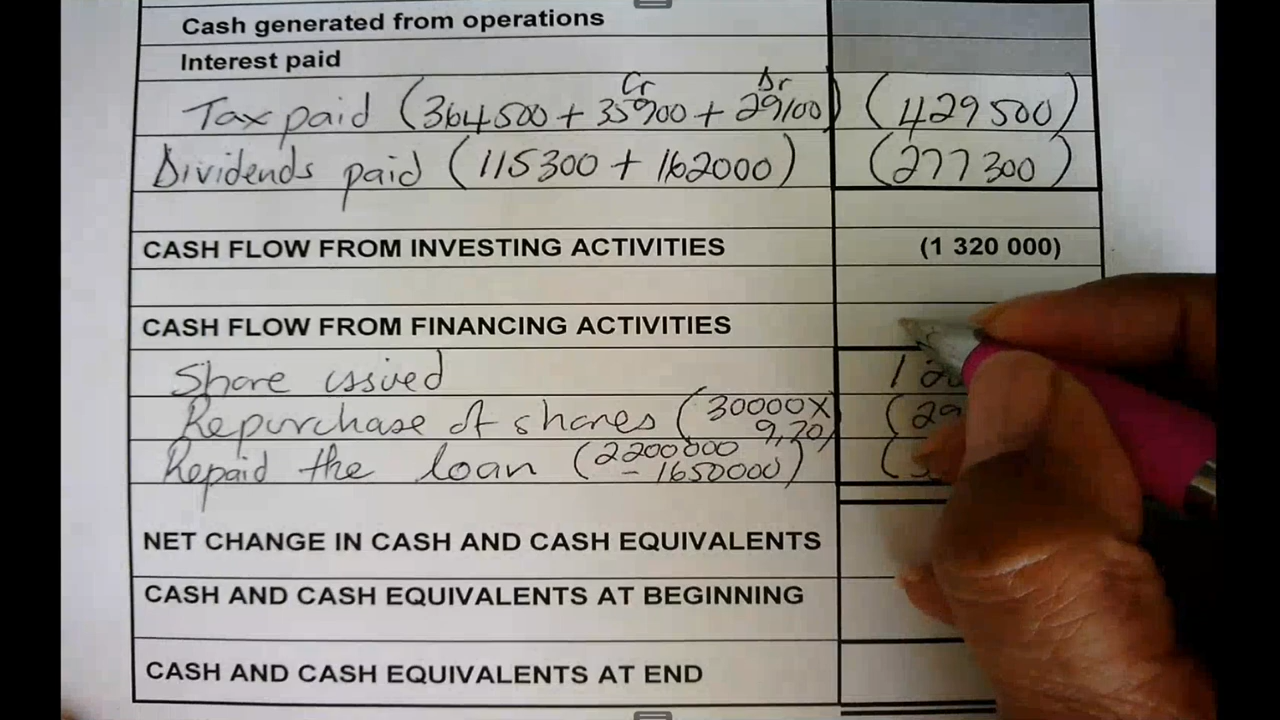 Cash generated from operations
Interest paid
Cr Dr
Tax paid (364500 + 35900 + 29100) (429500)
Dividends paid (115300 + 162000) (277300)
CASH FLOW FROM INVESTING ACTIVITIES (1 320 000)
CASH FLOW FROM FINANCING ACTIVITIES
Share issued
Repurchase of shares (30000x
9,70)
Repaid the loan (2200000
- 1650000)
NET CHANGE IN CASH AND CASH EQUIVALENTS
CASH AND CASH EQUIVALENTS AT BEGINNING
CASH AND CASH EQUIVALENTS AT END